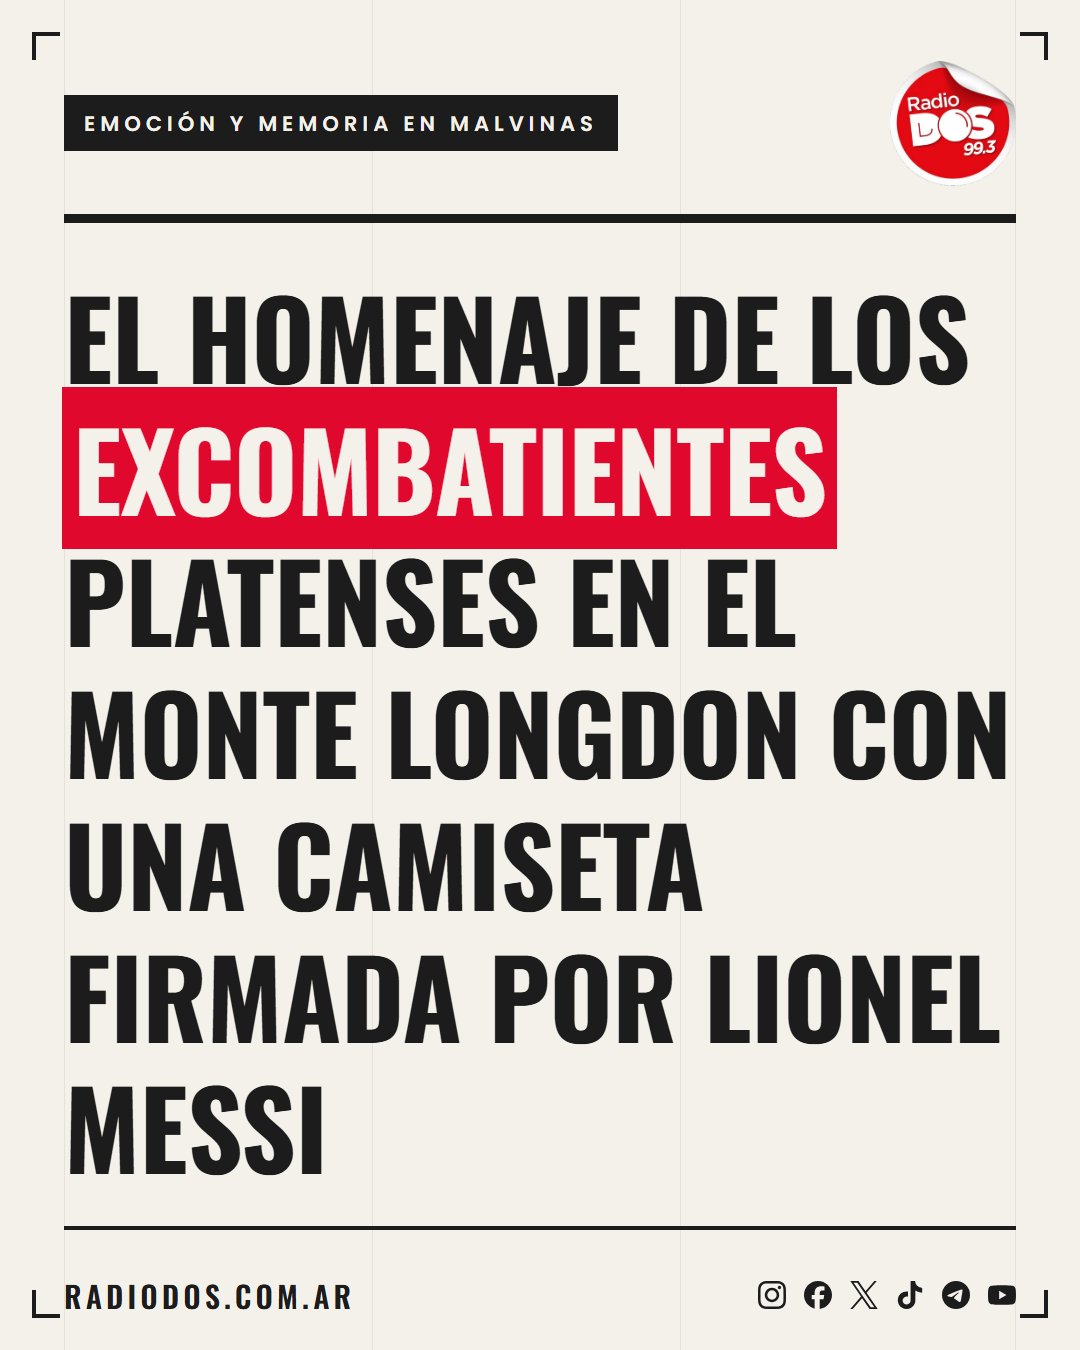 EMOCIÓN Y MEMORIA EN MALVINAS
Radio
DOS
99.3
EL HOMENAJE DE LOS
EXCOMBATIENTES
PLATENSES EN EL
MONTE LONGDON CON
UNA CAMISETA
FIRMADA POR LIONEL
MESSI
RADIODOS.COM.AR